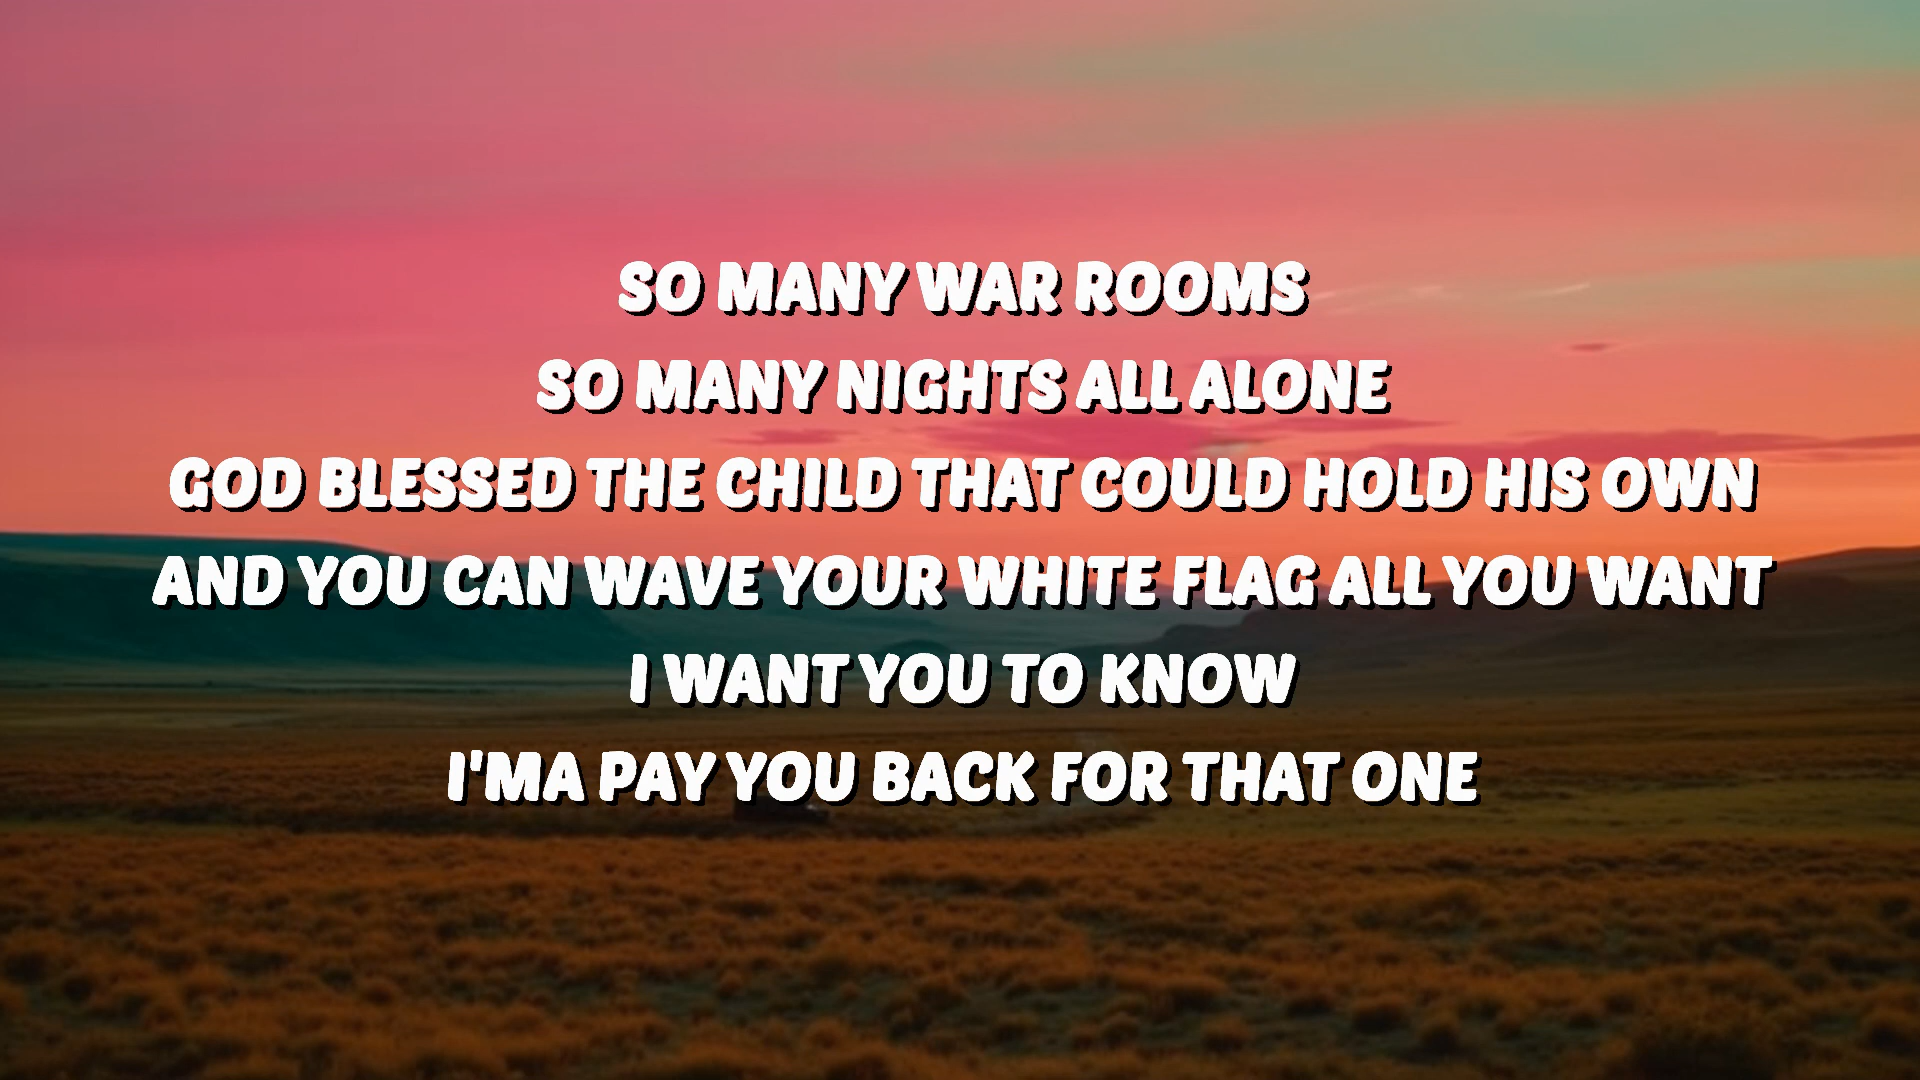 SO MANY WAR ROOMS
SO MANY NIGHTS ALL ALONE
GOD BLESSED THE CHILD THAT COULD HOLD HIS OWN
AND YOU CAN WAVE YOUR WHITE FLAG ALL YOU WANT
I WANT YOU TO KNOW
I'MA PAY YOU BACK FOR THAT ONE